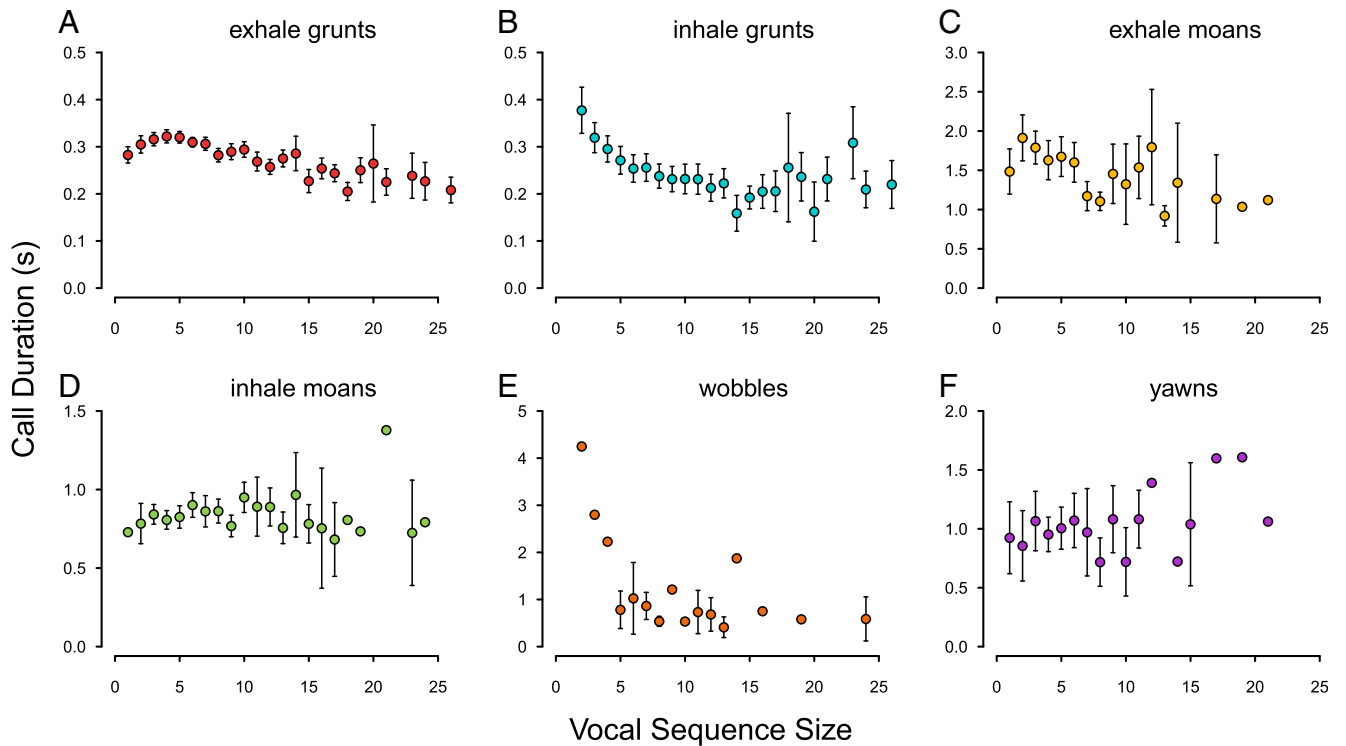 A exhale grunts
0.5
0.4
0.3
0.2
0.1
0.0
0 5 10 15 20 25
B inhale grunts
0.5
0.4
0.3
0.2
0.1
0.0
0 5 10 15 20 25
C exhale moans
3.0
2.5
2.0
1.5
1.0
0.5
0.0
0 5 10 15 20 25
D inhale moans
1.5
1.0
0.5
0.0
0 5 10 15 20 25
E wobbles
5
4
3
2
1
0
0 5 10 15 20 25
F yawns
2.0
1.5
1.0
0.5
0.0
0 5 10 15 20 25
Call Duration (s)
Vocal Sequence Size